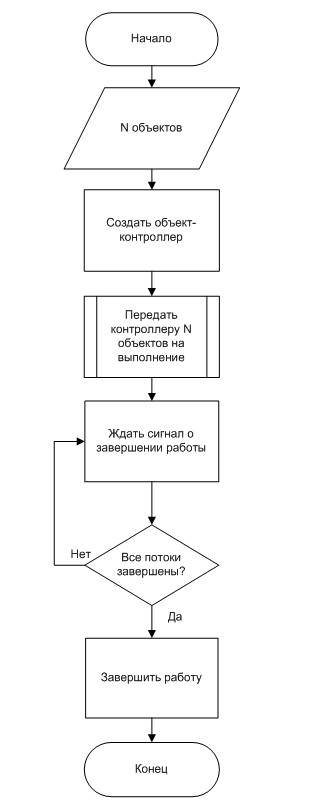 Начало
N объектов
Создать объект-
контроллер
Передать
контроллеру N
объектов на
выполнение
Ждать сигнал о
завершении работы
Нет
Все потоки
завершены?
Да
Завершить работу
Конец